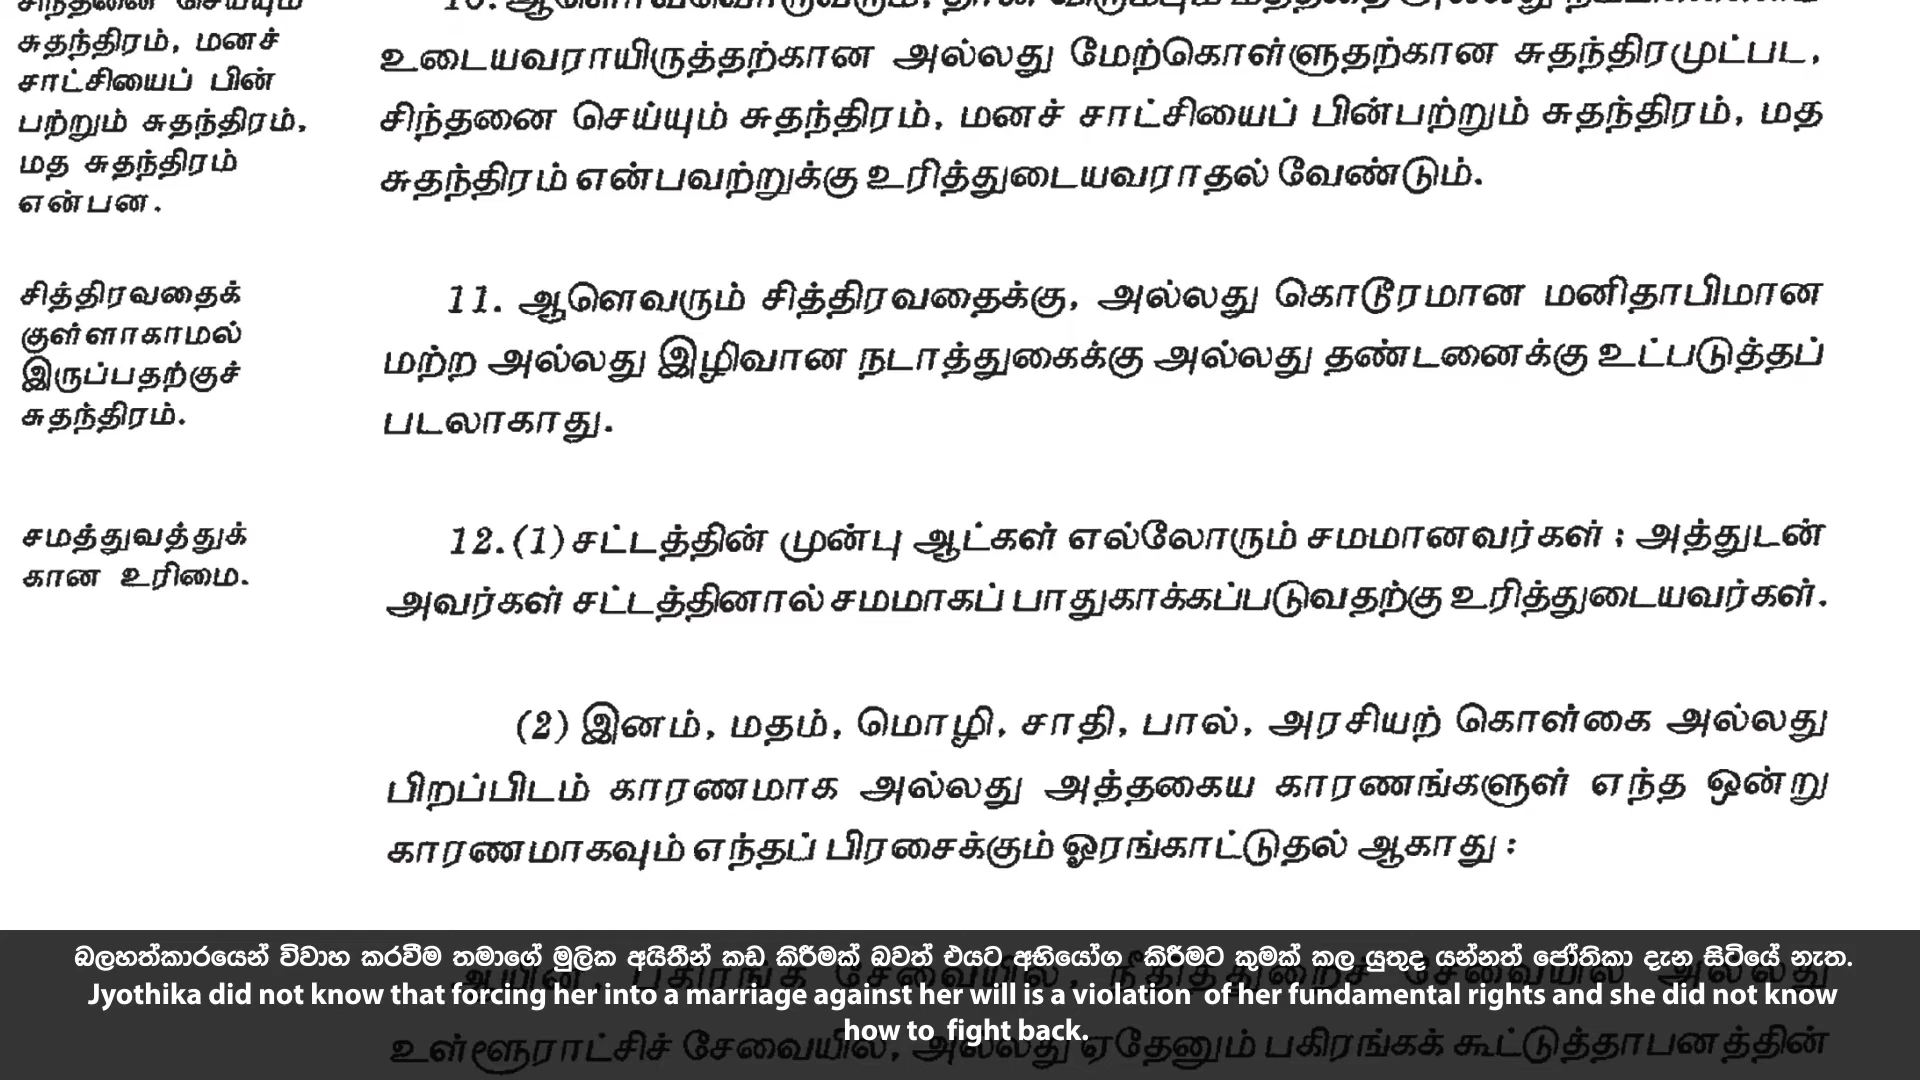 சுதந்திரம், மனச்
சாட்சியைப் பின்
பற்றும் சுதந்திரம்,
மத சுதந்திரம்
என்பன.
உடையவராயிருத்தற்கான அல்லது மேற்கொள்ளுதற்கான சுதந்திரமுட்பட,
சிந்தனை செய்யும் சுதந்திரம், மனச் சாட்சியைப் பின்பற்றும் சுதந்திரம், மத
சுதந்திரம் என்பவற்றுக்கு உரித்துடையவராதல் வேண்டும்.
சித்திரவதைக்
குள்ளாகாமல்
இருப்பதற்குச்
சுதந்திரம்.
11. ஆளெவரும் சித்திரவதைக்கு, அல்லது கொடூரமான மனிதாபிமான
மற்ற அல்லது இழிவான நடாத்துகைக்கு அல்லது தண்டனைக்கு உட்படுத்தப்
படலாகாது.
சமத்துவத்துக்
கான உரிமை.
12.(1) சட்டத்தின் முன்பு ஆட்கள் எல்லோரும் சமமானவர்கள் ; அத்துடன்
அவர்கள் சட்டத்தினால் சமமாகப் பாதுகாக்கப்படுவதற்கு உரித்துடையவர்கள்.
(2) இனம், மதம், மொழி, சாதி, பால், அரசியற் கொள்கை அல்லது
பிறப்பிடம் காரணமாக அல்லது அத்தகைய காரணங்களுள் எந்த ஒன்று
காரணமாகவும் எந்தப் பிரசைக்கும் ஓரங்காட்டுதல் ஆகாது :
බලහත්කාරයෙන් විවාහ කරවීම තමාගේ මුලික අයිතීන් කඩ කිරීමක් බවත් එයට අභියෝග කිරීමට කුමක් කල යුතුද යන්නත් ජෝතිකා දැන සිටියේ නැත.
Jyothika did not know that forcing her into a marriage against her will is a violation of her fundamental rights and she did not know
how to fight back.
உள்ளூராட்சிச் சேவையில், அல்லது ஏதேனும் பகிரங்கக் கூட்டுத்தாபனத்தின்